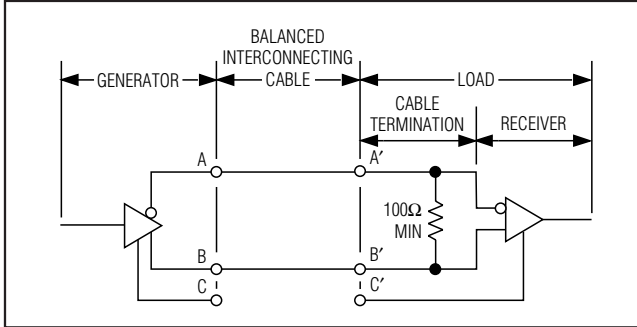 BALANCED
INTERCONNECTING
GENERATOR CABLE LOAD
CABLE
TERMINATION RECEIVER
A A′
100Ω
MIN
B B′
C C′